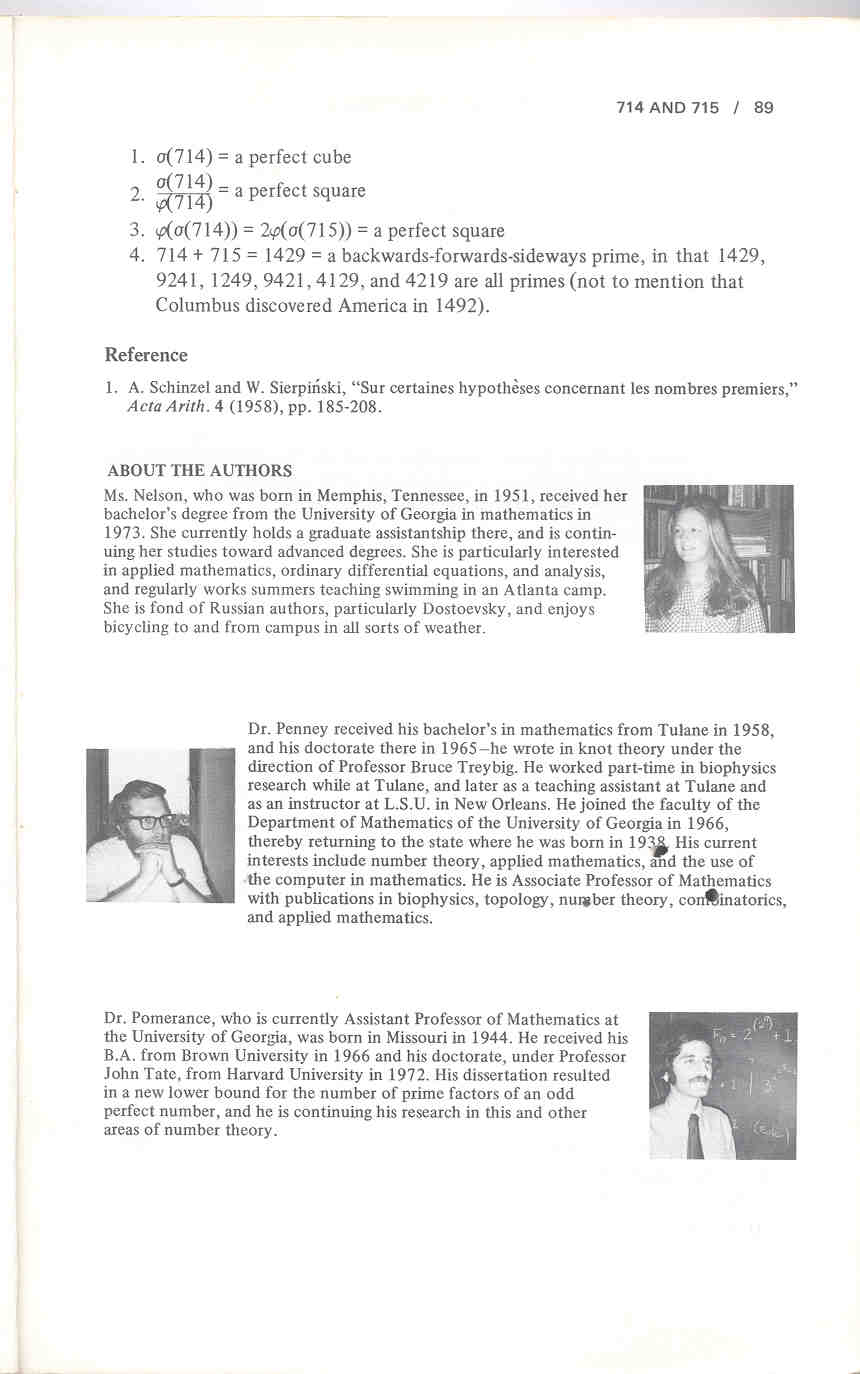 714 AND 715 / 89
1. σ(714) = a perfect cube
2. σ(714)/φ(714) = a perfect square
3. φ(σ(714)) = 2φ(σ(715)) = a perfect square
4. 714 + 715 = 1429 = a backwards-forwards-sideways prime, in that 1429,
9241, 1249, 9421, 4129, and 4219 are all primes (not to mention that
Columbus discovered America in 1492).
Reference
1. A. Schinzel and W. Sierpiński, “Sur certaines hypothèses concernant les nombres premiers,”
Acta Arith. 4 (1958), pp. 185-208.
ABOUT THE AUTHORS
Ms. Nelson, who was born in Memphis, Tennessee, in 1951, received her
bachelor's degree from the University of Georgia in mathematics in
1973. She currently holds a graduate assistantship there, and is contin-
uing her studies toward advanced degrees. She is particularly interested
in applied mathematics, ordinary differential equations, and analysis,
and regularly works summers teaching swimming in an Atlanta camp.
She is fond of Russian authors, particularly Dostoevsky, and enjoys
bicycling to and from campus in all sorts of weather.
Dr. Penney received his bachelor's in mathematics from Tulane in 1958,
and his doctorate there in 1965—he wrote in knot theory under the
direction of Professor Bruce Treybig. He worked part-time in biophysics
research while at Tulane, and later as a teaching assistant at Tulane and
as an instructor at L.S.U. in New Orleans. He joined the faculty of the
Department of Mathematics of the University of Georgia in 1966,
thereby returning to the state where he was born in 1938. His current
interests include number theory, applied mathematics, and the use of
the computer in mathematics. He is Associate Professor of Mathematics
with publications in biophysics, topology, number theory, combinatorics,
and applied mathematics.
Dr. Pomerance, who is currently Assistant Professor of Mathematics at
the University of Georgia, was born in Missouri in 1944. He received his
B.A. from Brown University in 1966 and his doctorate, under Professor
John Tate, from Harvard University in 1972. His dissertation resulted
in a new lower bound for the number of prime factors of an odd
perfect number, and he is continuing his research in this and other
areas of number theory.